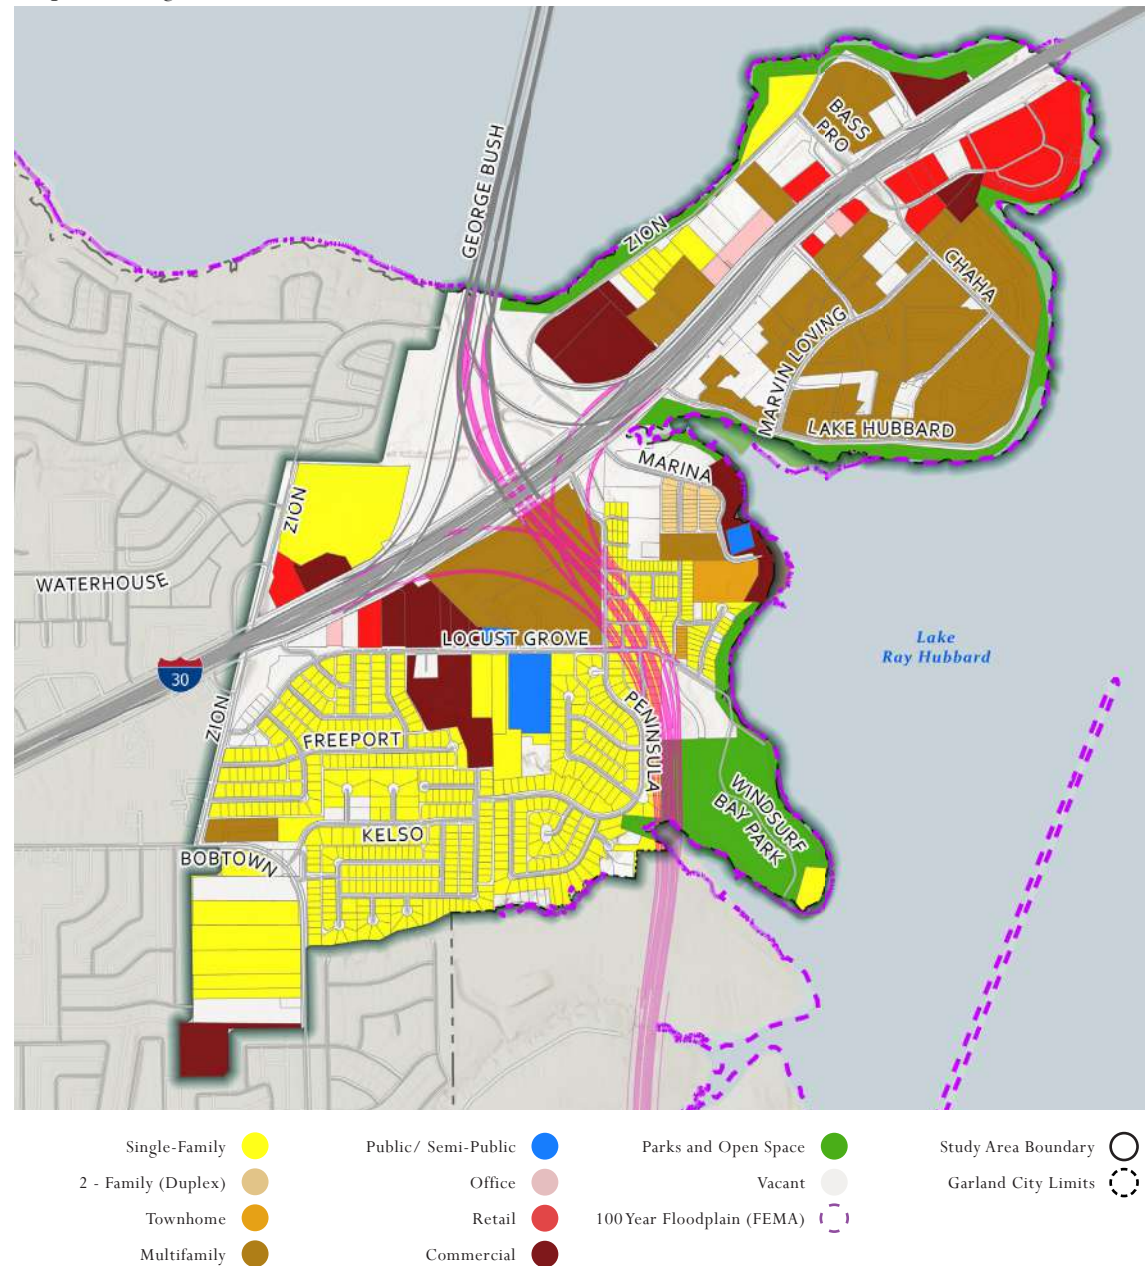 GEORGE BUSH
BASS
PRO
ZION
CHAHA
MARVIN LOVING
LAKE HUBBARD
MARINA
ZION
WATERHOUSE
LOCUST GROVE
Lake
Ray Hubbard
30
ZION
PENINSULA
FREEPORT
WINDSURF
BAY PARK
KELSO
BOBTOWN
Single-Family
2 - Family (Duplex)
Townhome
Multifamily
Public/ Semi-Public
Office
Retail
Commercial
Parks and Open Space
Vacant
100 Year Floodplain (FEMA)
Study Area Boundary
Garland City Limits